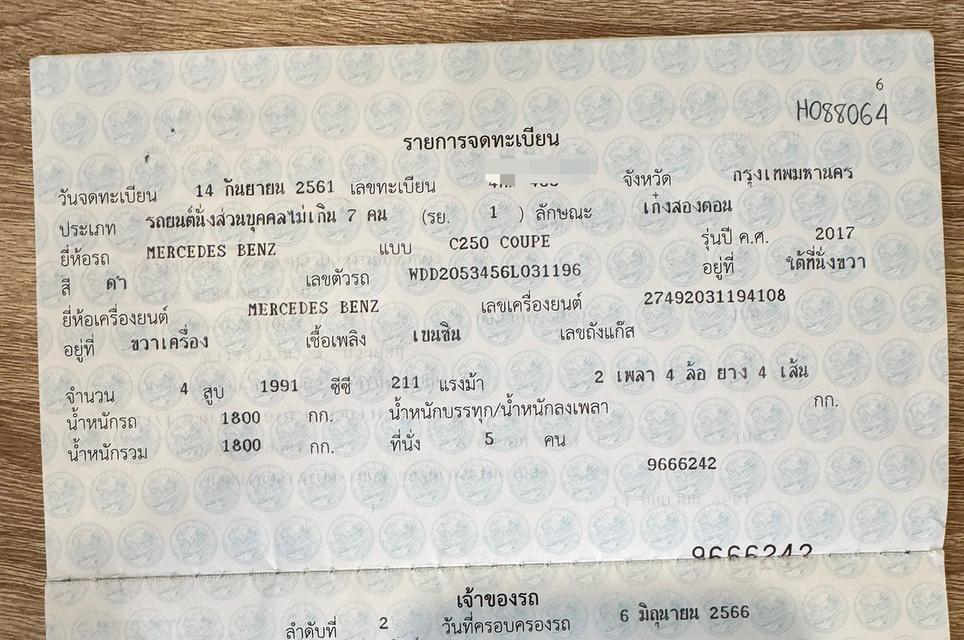 6
H088064
รายการจดทะเบียน
วันจดทะเบียน 14 กันยายน 2561 เลขทะเบียน จังหวัด กรุงเทพมหานคร
ประเภท รถยนต์นั่งส่วนบุคคลไม่เกิน 7 คน (รย. 1 ) ลักษณะ เก๋งสองตอน
ยี่ห้อรถ MERCEDES BENZ แบบ C250 COUPE รุ่นปี ค.ศ. 2017
สี ดำ เลขตัวรถ WDD2053456L031196 อยู่ที่ ใต้ที่นั่งขวา
ยี่ห้อเครื่องยนต์ MERCEDES BENZ เลขเครื่องยนต์ 27492031194108
อยู่ที่ ขวาเครื่อง เชื้อเพลิง เบนซิน เลขถังแก๊ส
จำนวน 4 สูบ 1991 ซีซี 211 แรงม้า 2 เพลา 4 ล้อ ยาง 4 เส้น
น้ำหนักรถ 1800 กก. น้ำหนักบรรทุก/น้ำหนักลงเพลา กก.
น้ำหนักรวม 1800 กก. ที่นั่ง 5 คน
9666242
9666242
เจ้าของรถ
ลำดับที่ 2 วันที่ครอบครองรถ 6 มิถุนายน 2566